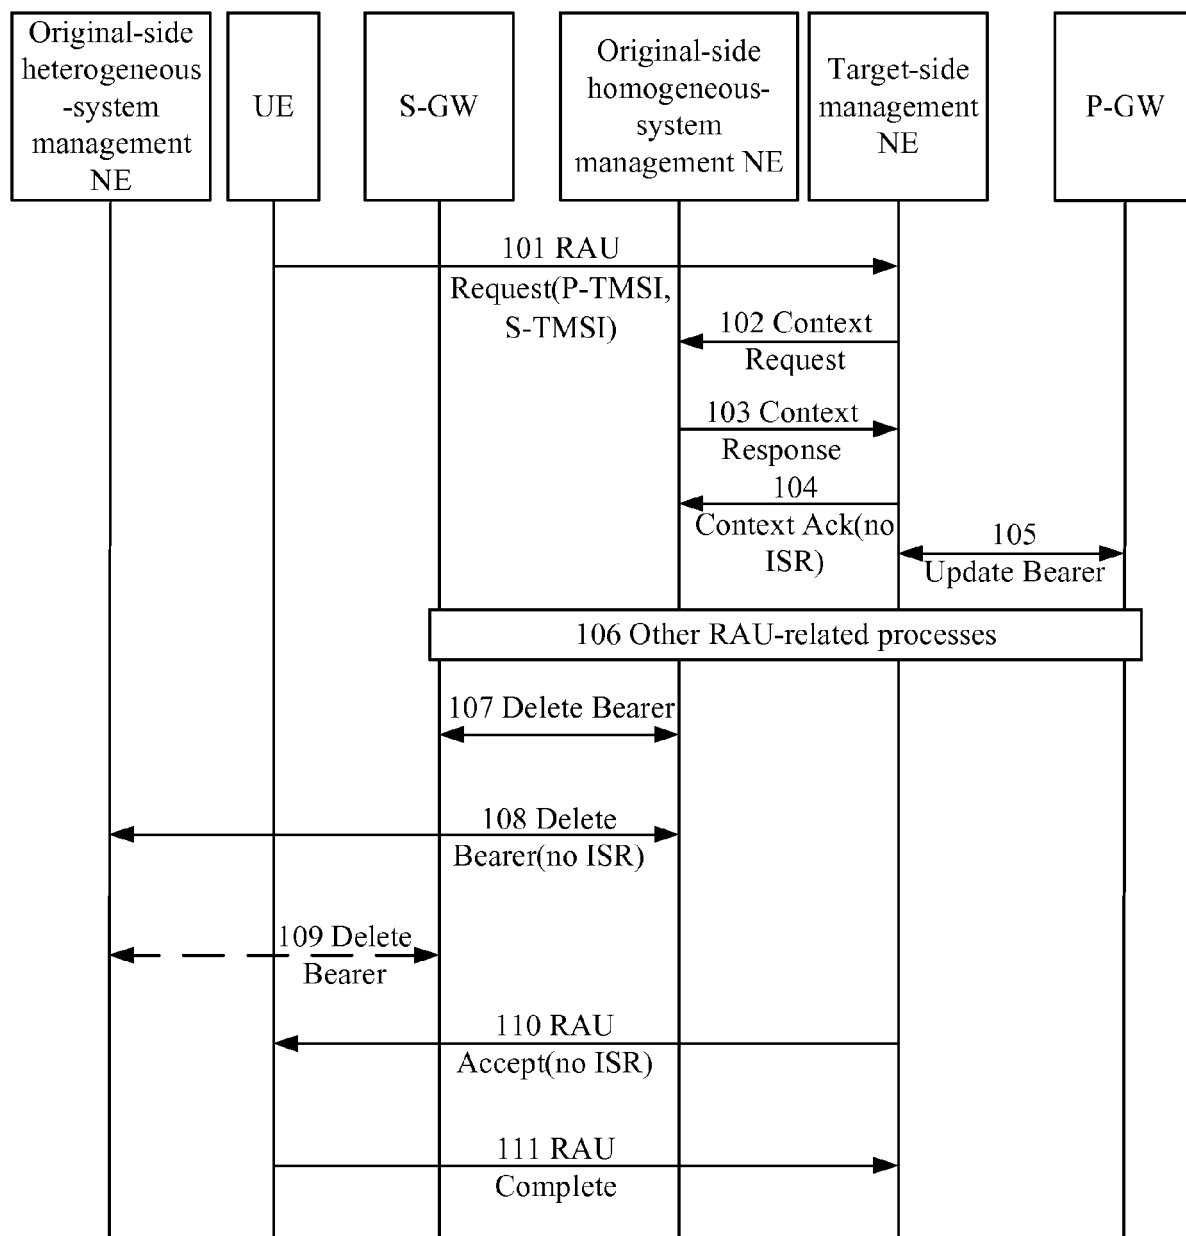 Original-side
heterogeneous
-system
management
NE
UE
S-GW
Original-side
homogeneous-
system
management NE
Target-side
management
NE
P-GW
101 RAU
Request(P-TMSI,
S-TMSI)
102 Context
Request
103 Context
Response
104
Context Ack(no
ISR)
105
Update Bearer
106 Other RAU-related processes
107 Delete Bearer
108 Delete
Bearer(no ISR)
109 Delete
Bearer
110 RAU
Accept(no ISR)
111 RAU
Complete